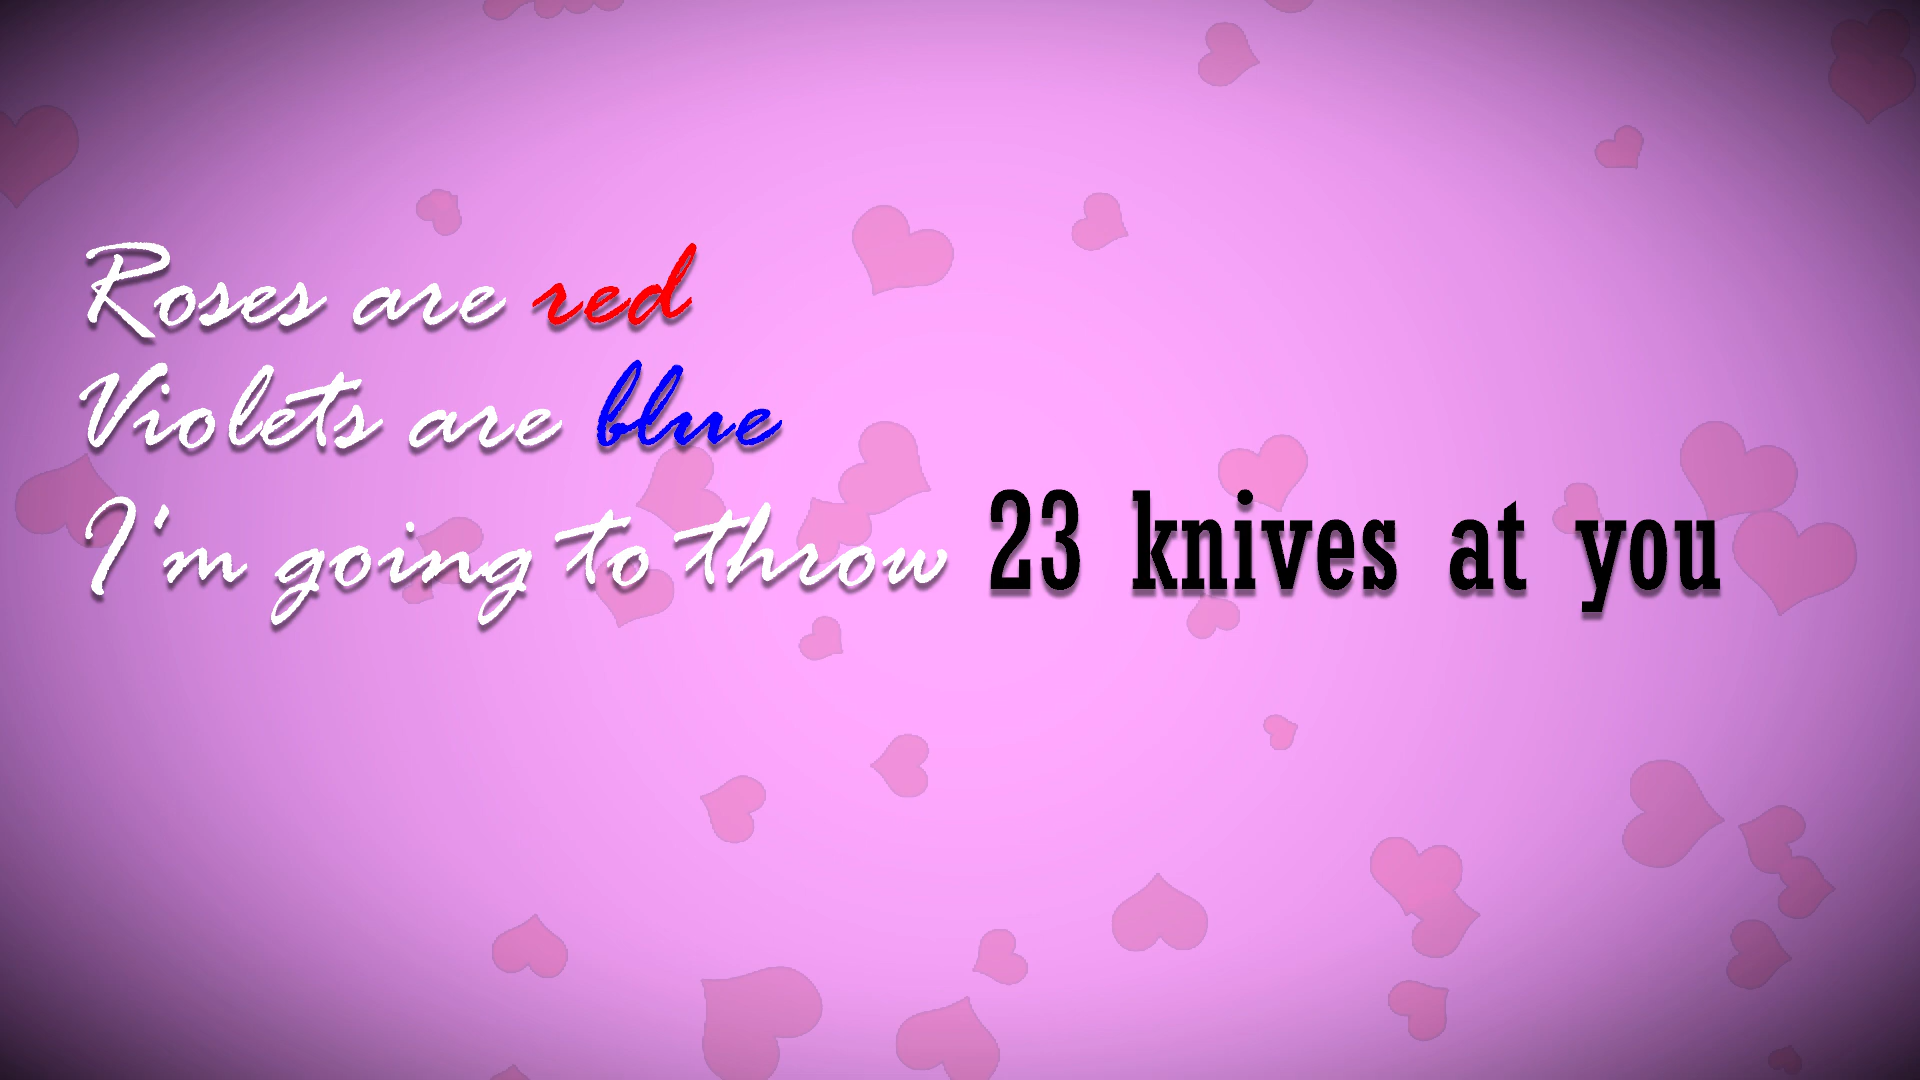 Roses are red
Violets are blue
I'm going to throw 23 knives at you